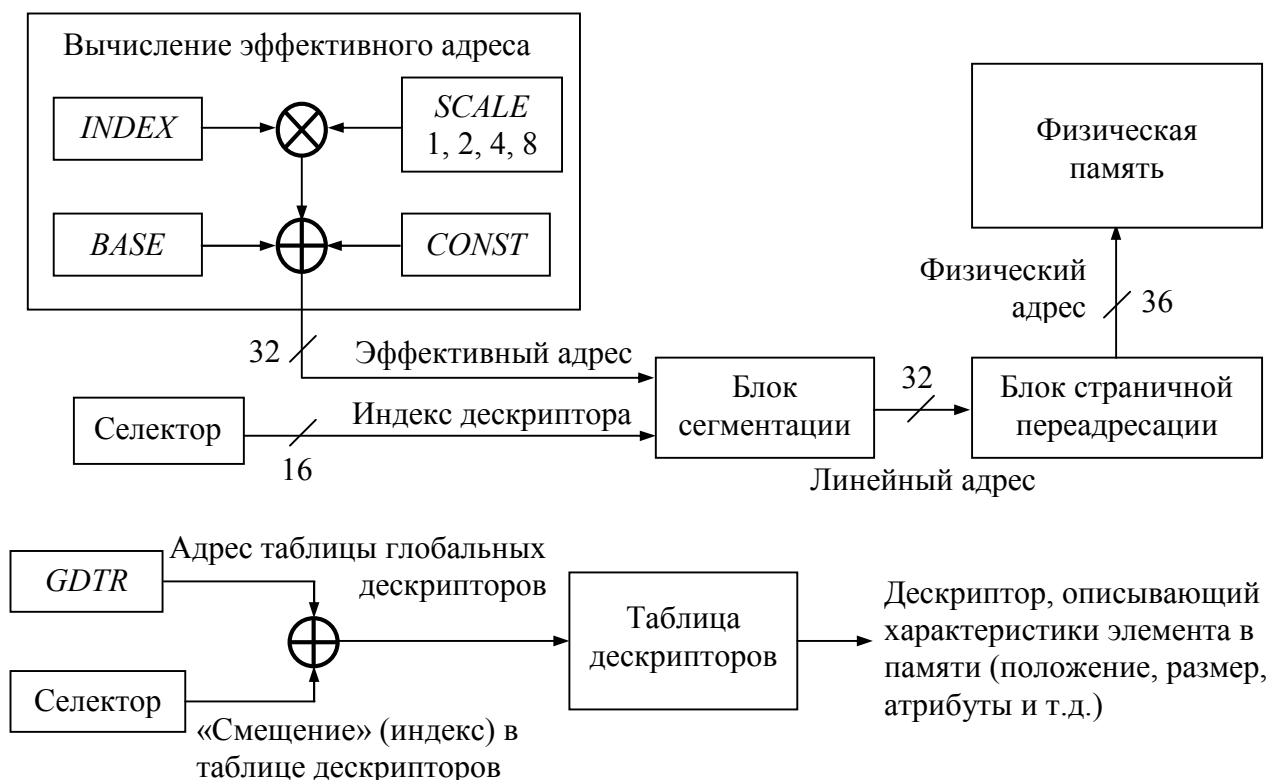 Вычисление эффективного адреса
INDEX
SCALE
1, 2, 4, 8
BASE
CONST
Физическая
память
Физический
адрес
36
32
Эффективный адрес
Селектор
16
Индекс дескриптора
Блок
сегментации
32
Линейный адрес
Блок страничной
переадресации
GDTR
Адрес таблицы глобальных
дескрипторов
Селектор
«Смещение» (индекс) в
таблице дескрипторов
Таблица
дескрипторов
Дескриптор, описывающий
характеристики элемента в
памяти (положение, размер,
атрибуты и т.д.)